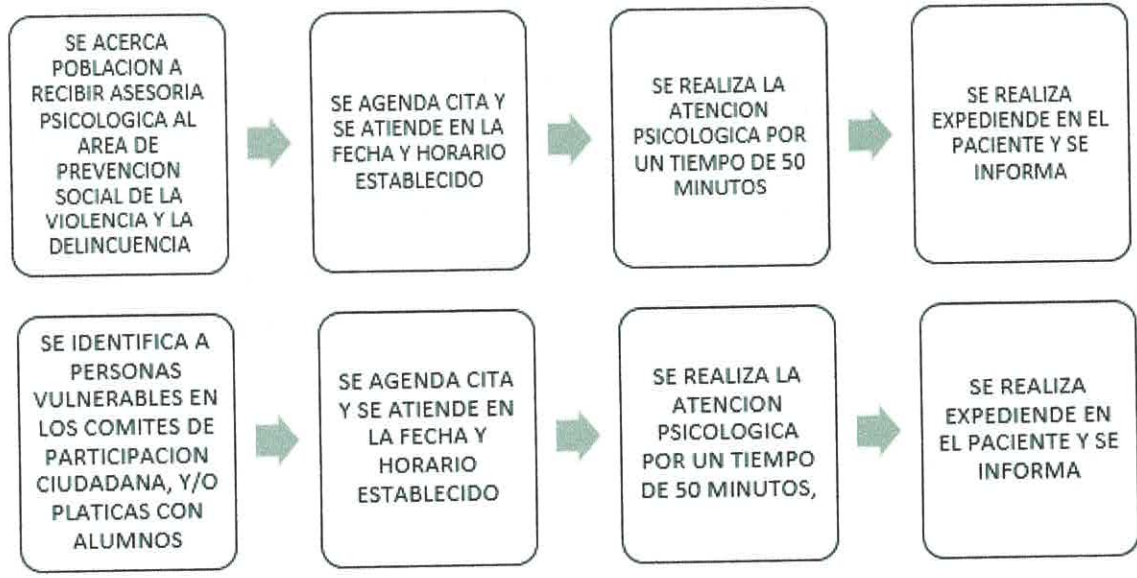 SE ACERCA
POBLACION A
RECIBIR ASESORIA
PSICOLOGICA AL
AREA DE
PREVENCION
SOCIAL DE LA
VIOLENCIA Y LA
DELINCUENCIA
SE AGENDA CITA Y
SE ATIENDE EN LA
FECHA Y HORARIO
ESTABLECIDO
SE REALIZA LA
ATENCION
PSICOLOGICA POR
UN TIEMPO DE 50
MINUTOS
SE REALIZA
EXPEDIENDE EN EL
PACIENTE Y SE
INFORMA
SE IDENTIFICA A
PERSONAS
VULNERABLES EN
LOS COMITES DE
PARTICIPACION
CIUDADANA, Y/O
PLATICAS CON
ALUMNOS
SE AGENDA CITA
Y SE ATIENDE EN
LA FECHA Y
HORARIO
ESTABLECIDO
SE REALIZA LA
ATENCION
PSICOLOGICA
POR UN TIEMPO
DE 50 MINUTOS,
SE REALIZA
EXPEDIENDE EN
EL PACIENTE Y SE
INFORMA